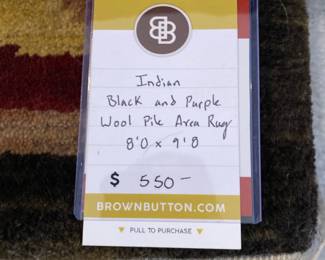 BB
Indian
Black and Purple
Wool Pile Area Rug
8'0 x 9'8
$ 550-
BROWNBUTTON.COM
PULL TO PURCHASE